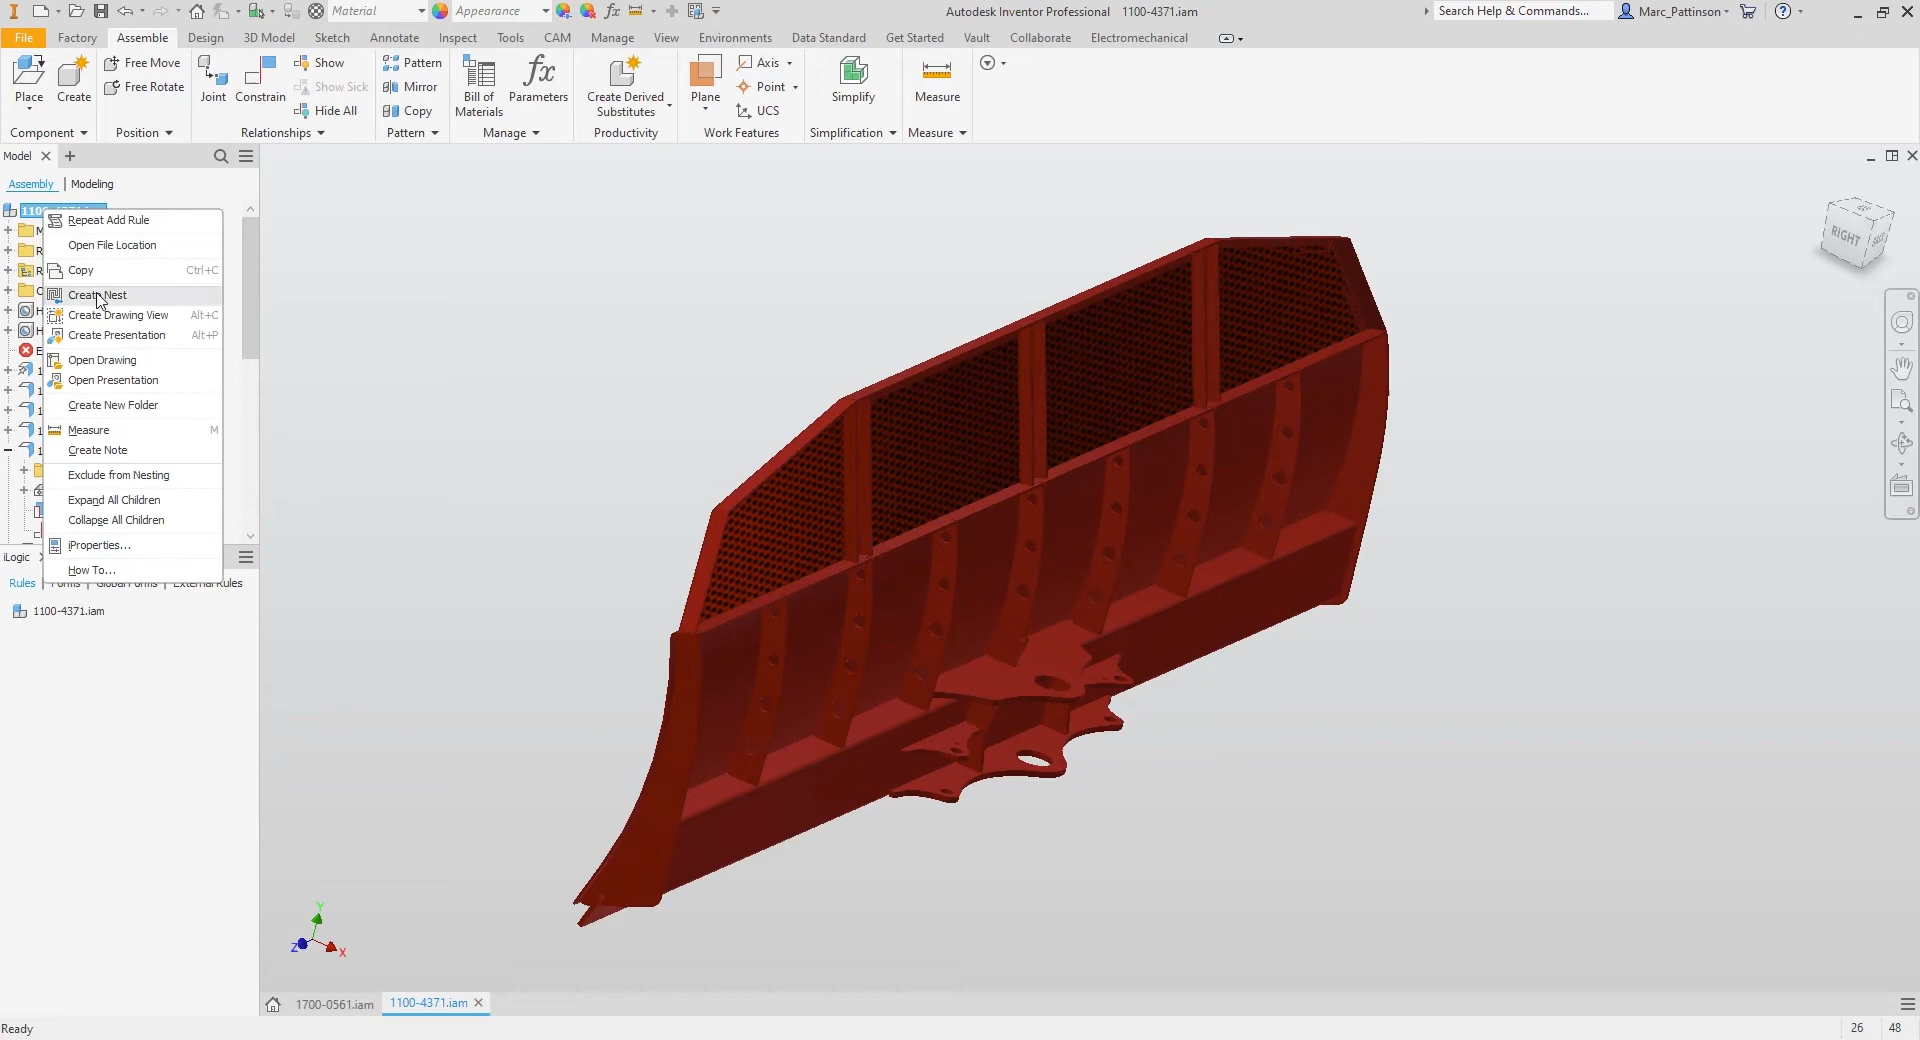 Material
Appearance
fx
Autodesk Inventor Professional 1100-4371.iam
Search Help & Commands...
Marc_Pattinson
File Factory Assemble Design 3D Model Sketch Annotate Inspect Tools CAM Manage View Environments Data Standard Get Started Vault Collaborate Electromechanical
Place
Create
Free Move
Free Rotate
Component
Position
Joint
Constrain
Show
Show Sick
Hide All
Relationships
Pattern
Mirror
Copy
Pattern
Bill of
Materials
fx
Parameters
Manage
Create Derived
Substitutes
Productivity
Plane
Axis
Point
UCS
Work Features
Simplify
Simplification
Measure
Measure
Model
Assembly | Modeling
Repeat Add Rule
Open File Location
Copy Ctrl+C
Create Nest
Create Drawing View Alt+C
Create Presentation Alt+P
Open Drawing
Open Presentation
Create New Folder
Measure M
Create Note
Exclude from Nesting
Expand All Children
Collapse All Children
iProperties...
How To...
iLogic
Rules | Forms | Global Forms | External Rules
1100-4371.iam
RIGHT
Y
Z
X
1700-0561.iam
1100-4371.iam
Ready
26 48